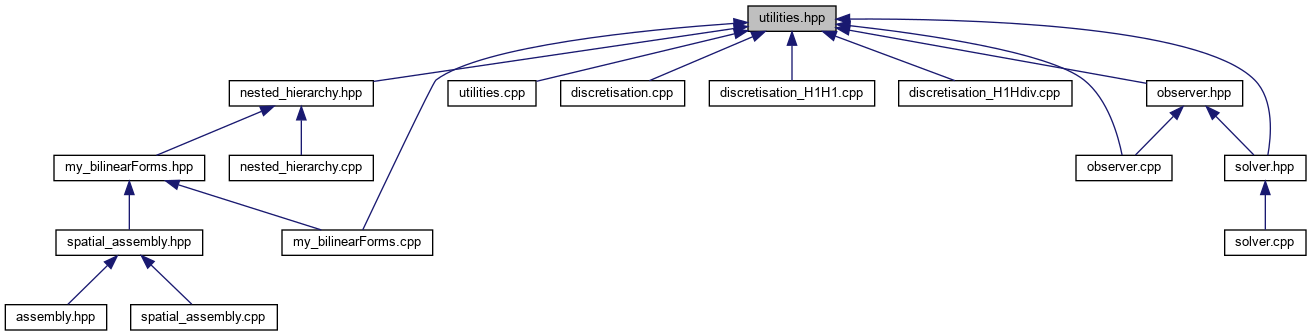 utilities.hpp
nested_hierarchy.hpp
utilities.cpp
discretisation.cpp
discretisation_H1H1.cpp
discretisation_H1Hdiv.cpp
observer.hpp
my_bilinearForms.hpp
nested_hierarchy.cpp
observer.cpp
solver.hpp
spatial_assembly.hpp
my_bilinearForms.cpp
solver.cpp
assembly.hpp
spatial_assembly.cpp